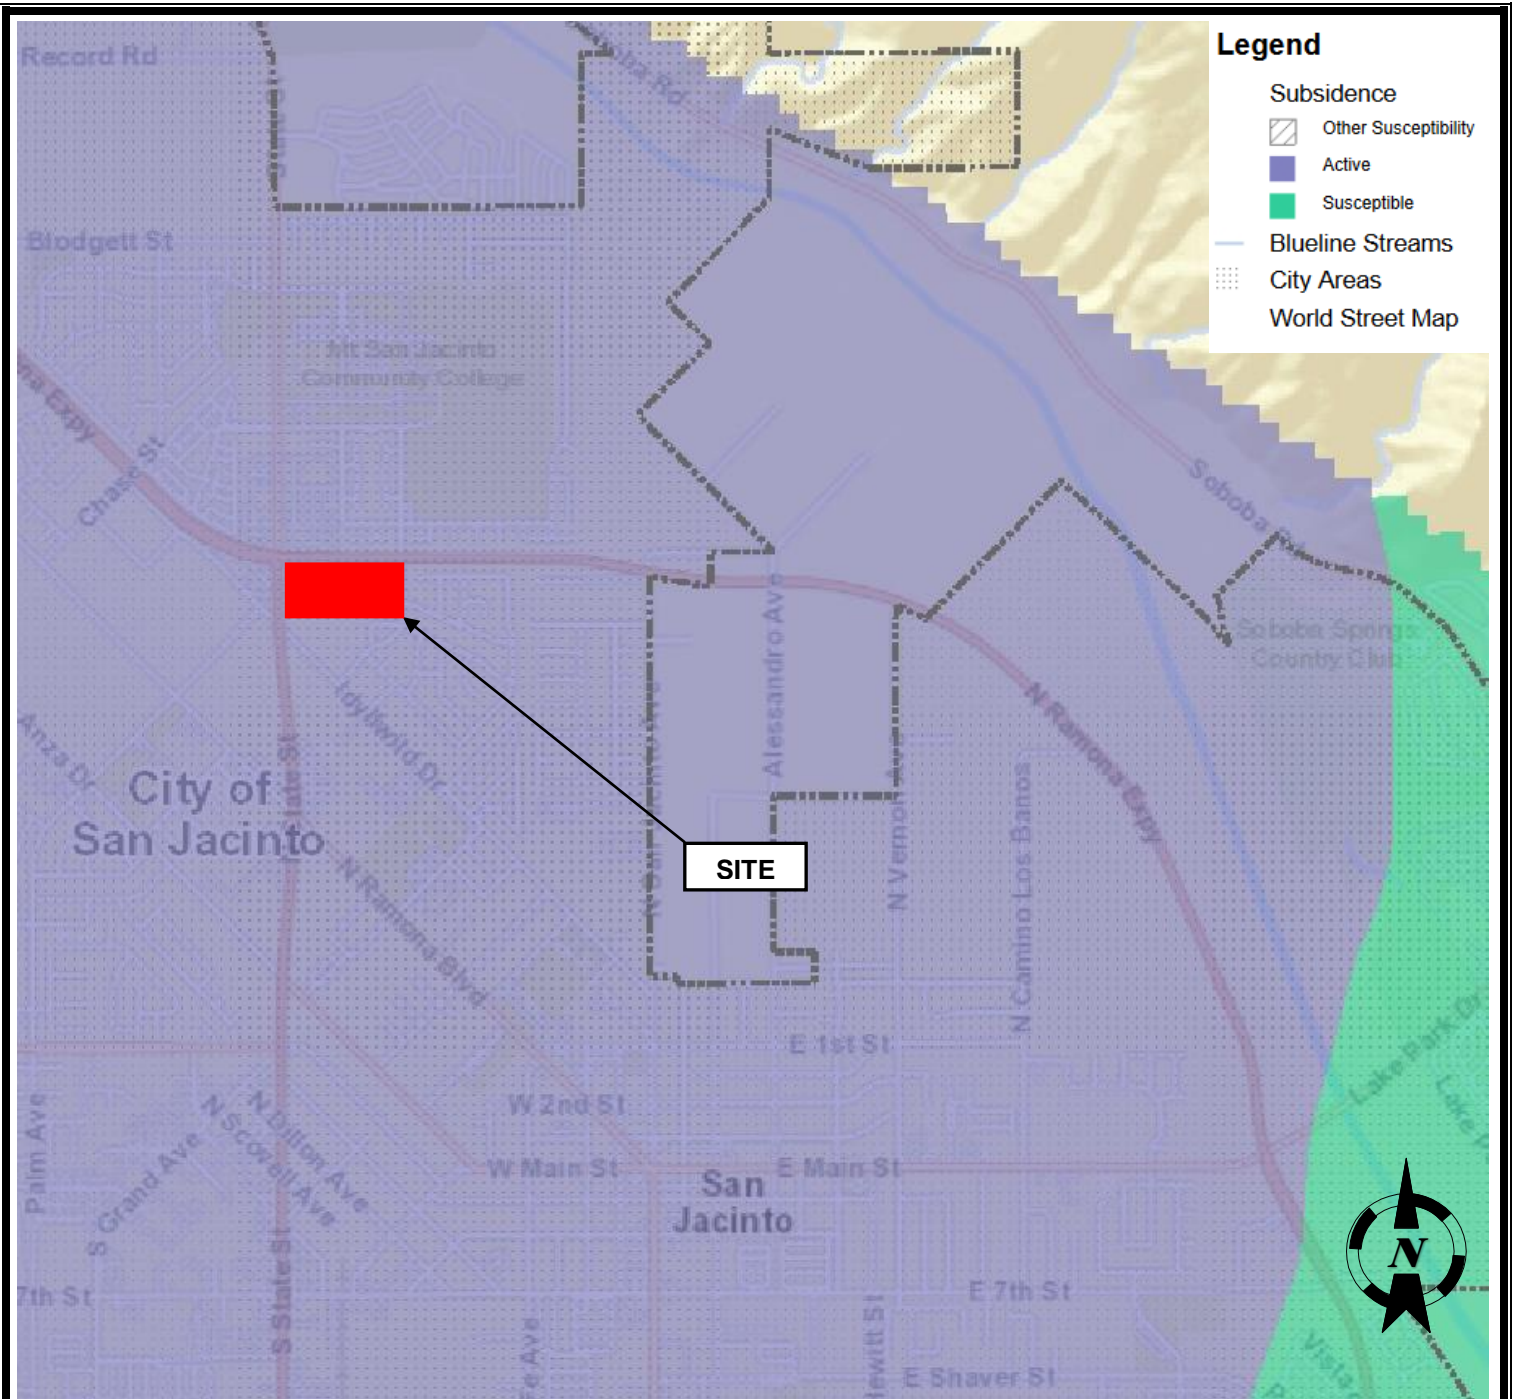 Legend
Subsidence
Other Susceptibility
Active
Susceptible
Blueline Streams
City Areas
World Street Map
Record Rd
Soboba Rd
Blodgett St
Mt San Jacinto
Community College
Chase St
Soboba Rd
Soboba Springs
Country Club
Idyllwild Dr
Alessandro Ave
N Ramona Expy
Anza Dr
City of
San Jacinto
SITE
N Ramona Blvd
N Camino Los Banos
E 1st St
Lake Park Dr
W 2nd St
Palm Ave
N Scovell Ave
N Dillon Ave
S Grand Ave
W Main St
E Main St
San
Jacinto
N
7th St
S State St
E 7th St
E Shaver St
Vista